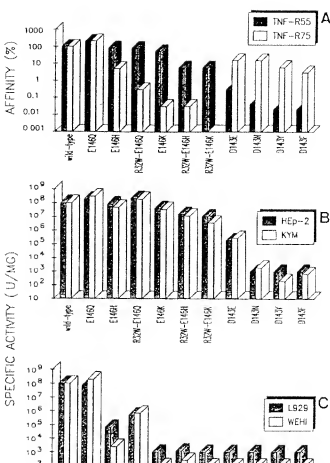 A
TNF-R55
TNF-R75
AFFINITY (%)
1000
100
10
1
0.1
0.01
0.001
wild-type
E146Q
E146H
R32W-E146Q
E146K
R32W-E146H
R32W-E146K
D143E
D143N
D143Y
D143F
B
HEp-2
KYM
SPECIFIC ACTIVITY (U/MG)
10⁹
10⁸
10⁷
10⁶
10⁵
10⁴
10³
10²
10
wild-type
E146Q
E146H
R32W-E146Q
E146K
R32W-E146H
R32W-E146K
D143E
D143N
D143Y
D143F
C
L929
WEHI
10⁹
10⁸
10⁷
10⁶
10⁵
10⁴
10³